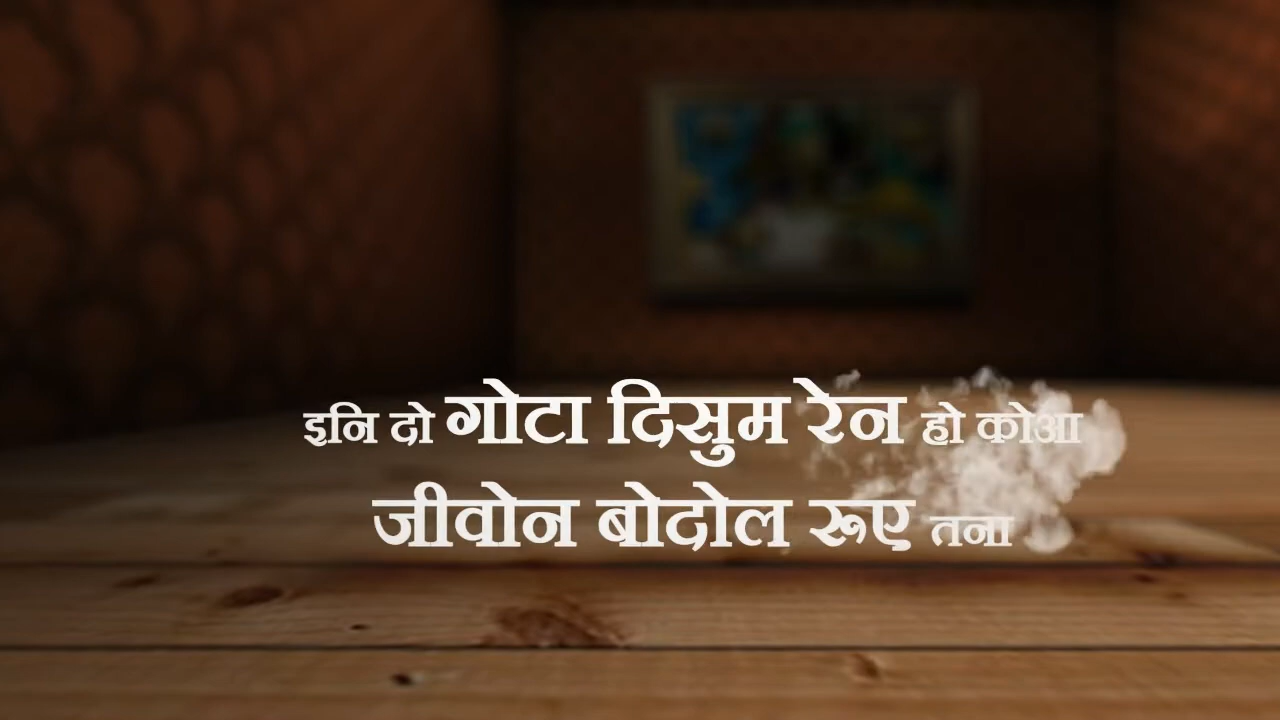 इनि दो गोटा दिसुम रेन हो कोआ
जीवोन बोदोल रूए तना